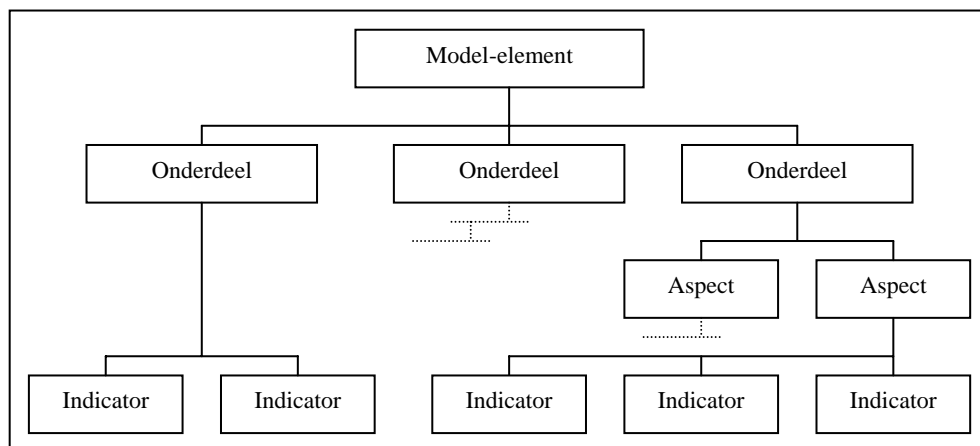 Model-element
Onderdeel Onderdeel Onderdeel
Aspect Aspect
Indicator Indicator Indicator Indicator Indicator